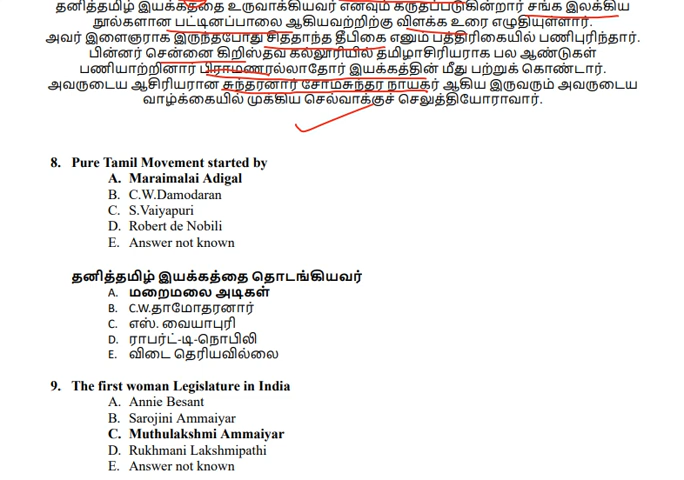 தனித்தமிழ் இயக்கத்தை உருவாக்கியவர் எனவும் கருதப்படுகின்றார் சங்க இலக்கிய
நூல்களான பட்டினப்பாலை ஆகியவற்றிற்கு விளக்க உரை எழுதியுள்ளார்.
அவர் இளைஞராக இருந்தபோது சித்தாந்த தீபிகை எனும் பத்திரிகையில் பணிபுரிந்தார்.
பின்னர் சென்னை கிறிஸ்தவ கல்லூரியில் தமிழாசிரியராக பல ஆண்டுகள்
பணியாற்றினார் பிராமணரல்லாதோர் இயக்கத்தின் மீது பற்றுக் கொண்டார்.
அவருடைய ஆசிரியரான சுந்தரனார் சோமசுந்தர நாயகர் ஆகிய இருவரும் அவருடைய
வாழ்க்கையில் முக்கிய செல்வாக்குச் செலுத்தியோராவார்.
8. Pure Tamil Movement started by
A. Maraimalai Adigal
B. C.W.Damodaran
C. S.Vaiyapuri
D. Robert de Nobili
E. Answer not known
தனித்தமிழ் இயக்கத்தை தொடங்கியவர்
A. மறைமலை அடிகள்
B. C.W.தாமோதரனார்
C. எஸ். வையாபுரி
D. ராபர்ட்-டி-நொபிலி
E. விடை தெரியவில்லை
9. The first woman Legislature in India
A. Annie Besant
B. Sarojini Ammaiyar
C. Muthulakshmi Ammaiyar
D. Rukhmani Lakshmipathi
E. Answer not known